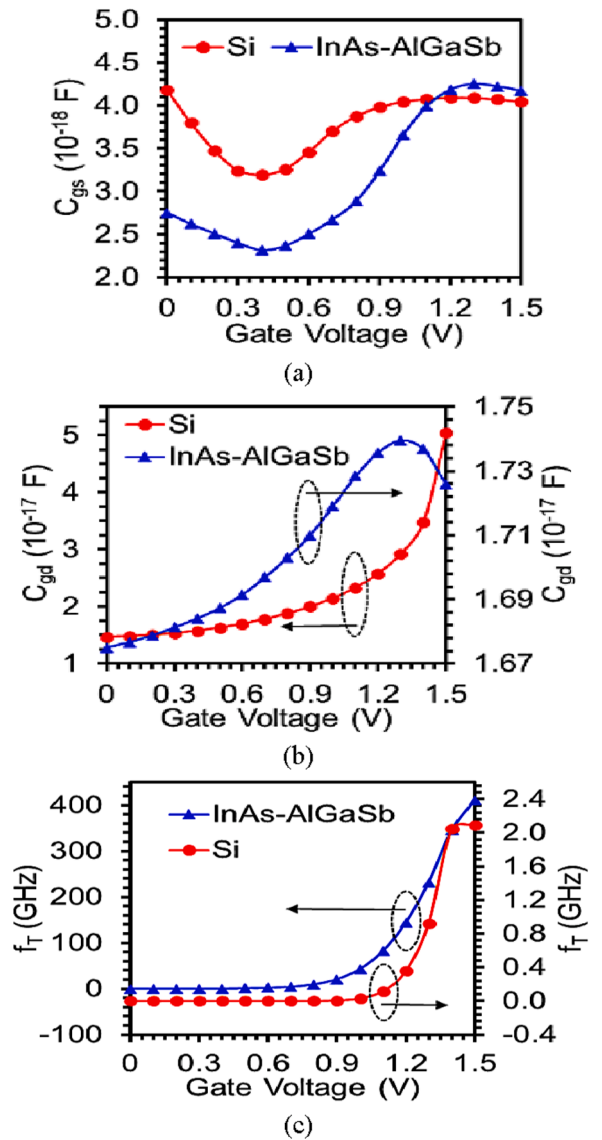 5.0
Si InAs-AlGaSb
4.5
4.0
3.5
3.0
2.5
2.0
C_gs (10^-18 F)
0 0.3 0.6 0.9 1.2 1.5
Gate Voltage (V)
(a)
Si
InAs-AlGaSb
5
4
3
2
1
C_gd (10^-17 F)
1.75
1.73
1.71
1.69
1.67
C_gd (10^-17 F)
0 0.3 0.6 0.9 1.2 1.5
Gate Voltage (V)
(b)
InAs-AlGaSb
Si
400
300
200
100
0
-100
f_T (GHz)
2.4
2.0
1.6
1.2
0.8
0.4
0.0
-0.4
f_T (GHz)
0 0.3 0.6 0.9 1.2 1.5
Gate Voltage (V)
(c)